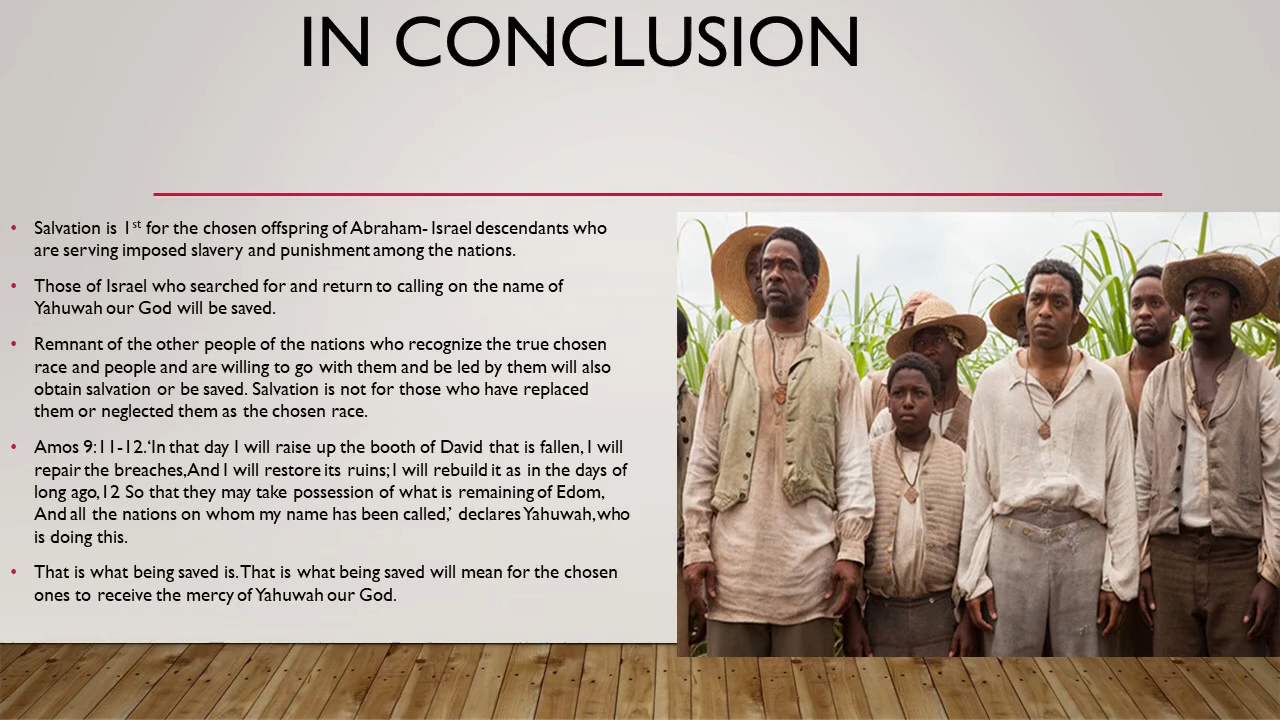 IN CONCLUSION
• Salvation is 1st for the chosen offspring of Abraham- Israel descendants who
are serving imposed slavery and punishment among the nations.
• Those of Israel who searched for and return to calling on the name of
Yahuwah our God will be saved.
• Remnant of the other people of the nations who recognize the true chosen
race and people and are willing to go with them and be led by them will also
obtain salvation or be saved. Salvation is not for those who have replaced
them or neglected them as the chosen race.
• Amos 9:11-12. ‘In that day I will raise up the booth of David that is fallen, I will
repair the breaches, And I will restore its ruins; I will rebuild it as in the days of
long ago, 12 So that they may take possession of what is remaining of Edom,
And all the nations on whom my name has been called,’ declares Yahuwah, who
is doing this.
• That is what being saved is. That is what being saved will mean for the chosen
ones to receive the mercy of Yahuwah our God.